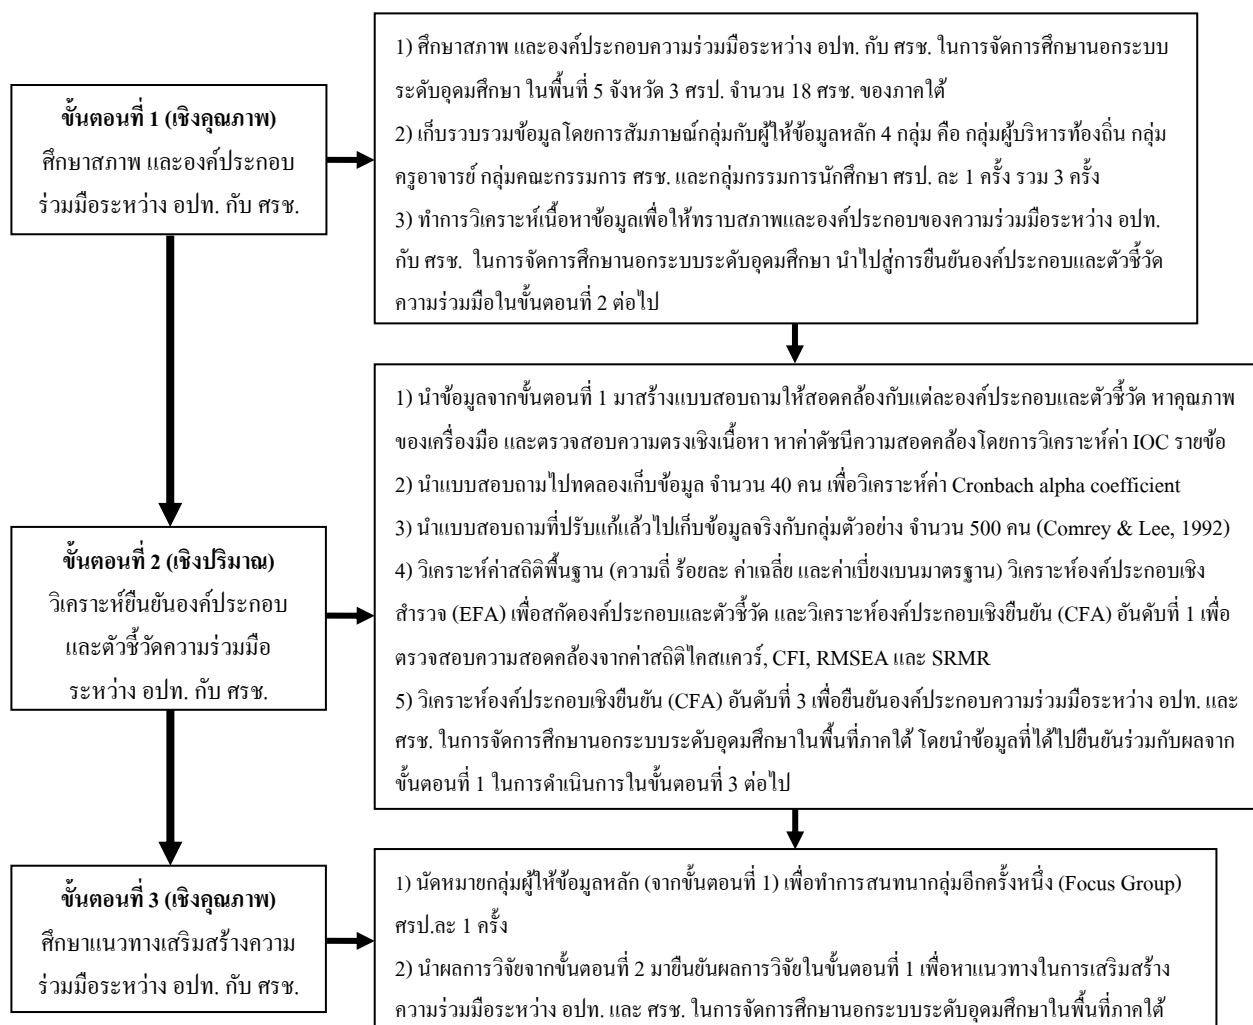 ขั้นตอนที่ 1 (เชิงคุณภาพ)
ศึกษาสภาพ และองค์ประกอบ
ร่วมมือระหว่าง อปท. กับ ศรช.
1) ศึกษาสภาพ และองค์ประกอบความร่วมมือระหว่าง อปท. กับ ศรช. ในการจัดการศึกษานอกระบบ
ระดับอุดมศึกษา ในพื้นที่ 5 จังหวัด 3 ศรป. จำนวน 18 ศรช. ของภาคใต้
2) เก็บรวบรวมข้อมูลโดยการสัมภาษณ์กลุ่มกับผู้ให้ข้อมูลหลัก 4 กลุ่ม คือ กลุ่มผู้บริหารท้องถิ่น กลุ่ม
ครูอาจารย์ กลุ่มคณะกรรมการ ศรช. และกลุ่มกรรมการนักศึกษา ศรป. ละ 1 ครั้ง รวม 3 ครั้ง
3) ทำการวิเคราะห์เนื้อหาข้อมูลเพื่อให้ทราบสภาพและองค์ประกอบของความร่วมมือระหว่าง อปท.
กับ ศรช. ในการจัดการศึกษานอกระบบระดับอุดมศึกษา นำไปสู่การยืนยันองค์ประกอบและตัวชี้วัด
ความร่วมมือในขั้นตอนที่ 2 ต่อไป
ขั้นตอนที่ 2 (เชิงปริมาณ)
วิเคราะห์ยืนยันองค์ประกอบ
และตัวชี้วัดความร่วมมือ
ระหว่าง อปท. กับ ศรช.
1) นำข้อมูลจากขั้นตอนที่ 1 มาสร้างแบบสอบถามให้สอดคล้องกับแต่ละองค์ประกอบและตัวชี้วัด หาคุณภาพ
ของเครื่องมือ และตรวจสอบความตรงเชิงเนื้อหา หาค่าดัชนีความสอดคล้องโดยการวิเคราะห์ค่า IOC รายข้อ
2) นำแบบสอบถามไปทดลองเก็บข้อมูล จำนวน 40 คน เพื่อวิเคราะห์ค่า Cronbach alpha coefficient
3) นำแบบสอบถามที่ปรับแก้แล้วไปเก็บข้อมูลจริงกับกลุ่มตัวอย่าง จำนวน 500 คน (Comrey & Lee, 1992)
4) วิเคราะห์ค่าสถิติพื้นฐาน (ความถี่ ร้อยละ ค่าเฉลี่ย และค่าเบี่ยงเบนมาตรฐาน) วิเคราะห์องค์ประกอบเชิง
สำรวจ (EFA) เพื่อสกัดองค์ประกอบและตัวชี้วัด และวิเคราะห์องค์ประกอบเชิงยืนยัน (CFA) อันดับที่ 1 เพื่อ
ตรวจสอบความสอดคล้องจากค่าสถิติไคสแควร์, CFI, RMSEA และ SRMR
5) วิเคราะห์องค์ประกอบเชิงยืนยัน (CFA) อันดับที่ 3 เพื่อยืนยันองค์ประกอบความร่วมมือระหว่าง อปท. และ
ศรช. ในการจัดการศึกษานอกระบบระดับอุดมศึกษาในพื้นที่ภาคใต้ โดยนำข้อมูลที่ได้ไปยืนยันร่วมกับผลจาก
ขั้นตอนที่ 1 ในการดำเนินการในขั้นตอนที่ 3 ต่อไป
ขั้นตอนที่ 3 (เชิงคุณภาพ)
ศึกษาแนวทางเสริมสร้างความ
ร่วมมือระหว่าง อปท. กับ ศรช.
1) นัดหมายกลุ่มผู้ให้ข้อมูลหลัก (จากขั้นตอนที่ 1) เพื่อทำการสนทนากลุ่มอีกครั้งหนึ่ง (Focus Group)
ศรป.ละ 1 ครั้ง
2) นำผลการวิจัยจากขั้นตอนที่ 2 มายืนยันผลการวิจัยในขั้นตอนที่ 1 เพื่อหาแนวทางในการเสริมสร้าง
ความร่วมมือระหว่าง อปท. และ ศรช. ในการจัดการศึกษานอกระบบระดับอุดมศึกษาในพื้นที่ภาคใต้